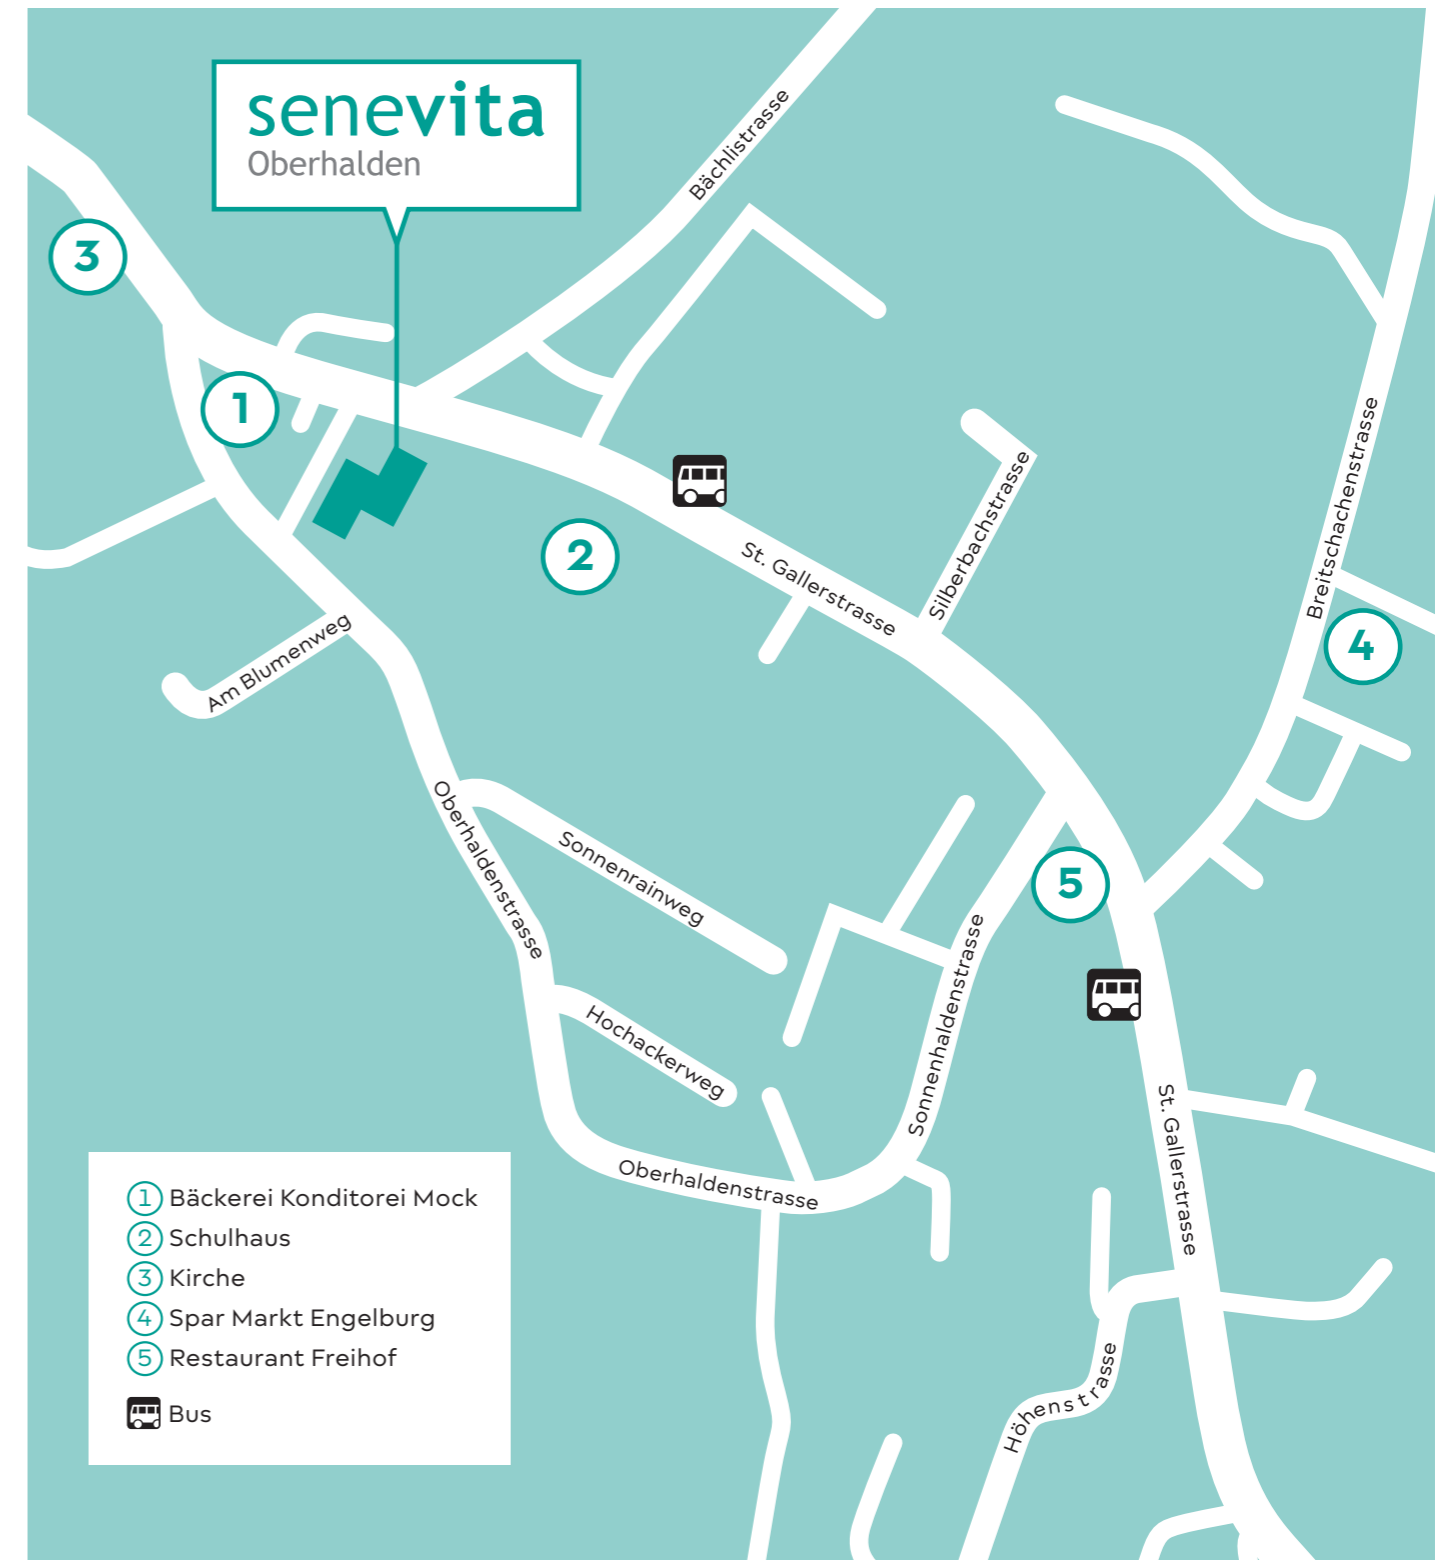 senevita
Oberhalden
Bächlistrasse
3
1
2
St. Gallerstrasse
Silberbachstrasse
Breitschachenstrasse
4
Am Blumenweg
Oberhaldenstrasse
Sonnenrainweg
5
Hochackerweg
Sonnenhaldenstrasse
Oberhaldenstrasse
St. Gallerstrasse
Höhenstrasse
1 Bäckerei Konditorei Mock
2 Schulhaus
3 Kirche
4 Spar Markt Engelburg
5 Restaurant Freihof
Bus